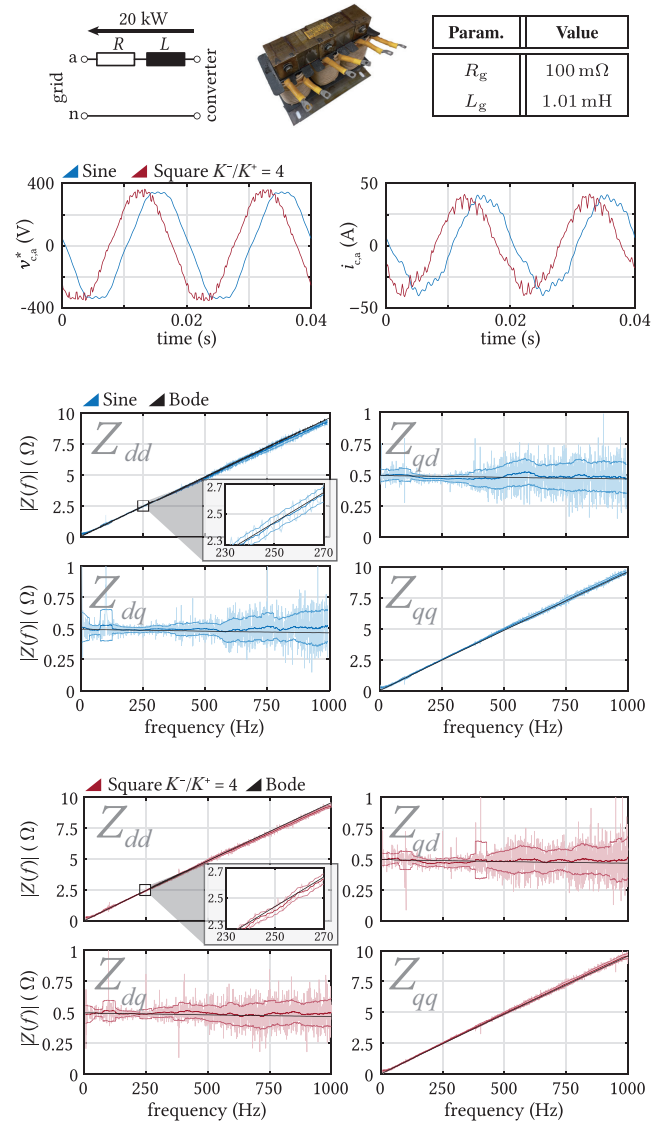 20 kW
R L
a
grid
converter
n
Param. Value
R_g 100 mΩ
L_g 1.01 mH
Sine Square K⁻/K⁺ = 4
400
0
-400
v*_c,a (V)
0 0.02 0.04
time (s)
50
0
−50
i_c,a (A)
0 0.02 0.04
time (s)
Sine Bode
|Z(f)| ( Ω)
10
7.5
5
2.5
0
Z_dd
2.7
2.5
2.3
230 250 270
1
0.75
0.5
0.25
0
Z_qd
|Z(f)| ( Ω)
1
0.75
0.5
0.25
0
Z_dq
0 250 500 750 1000
frequency (Hz)
10
7.5
5
2.5
0
Z_qq
0 250 500 750 1000
frequency (Hz)
Square K⁻/K⁺ = 4 Bode
|Z(f)| ( Ω)
10
7.5
5
2.5
0
Z_dd
2.7
2.5
2.3
230 250 270
1
0.75
0.5
0.25
0
Z_qd
|Z(f)| ( Ω)
1
0.75
0.5
0.25
0
Z_dq
0 250 500 750 1000
frequency (Hz)
10
7.5
5
2.5
0
Z_qq
0 250 500 750 1000
frequency (Hz)